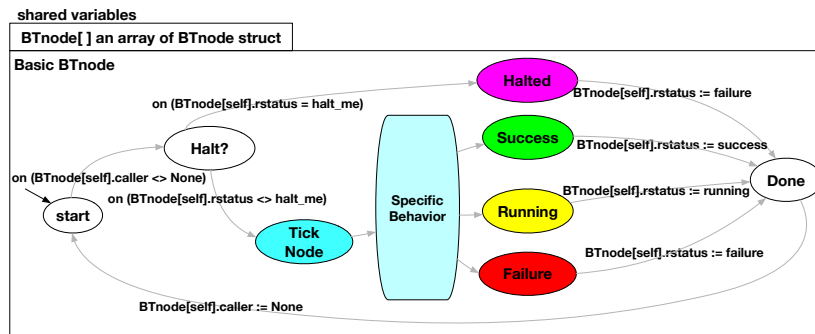 shared variables
BTnode[ ] an array of BTnode struct
Basic BTnode
Halted
on (BTnode[self].rstatus = halt_me)
BTnode[self].rstatus := failure
Halt?
Success
BTnode[self].rstatus := success
on (BTnode[self].caller <> None)
Specific
Behavior
Done
on (BTnode[self].rstatus <> halt_me)
BTnode[self].rstatus := running
start
Running
Tick
Node
BTnode[self].rstatus := failure
Failure
BTnode[self].caller := None